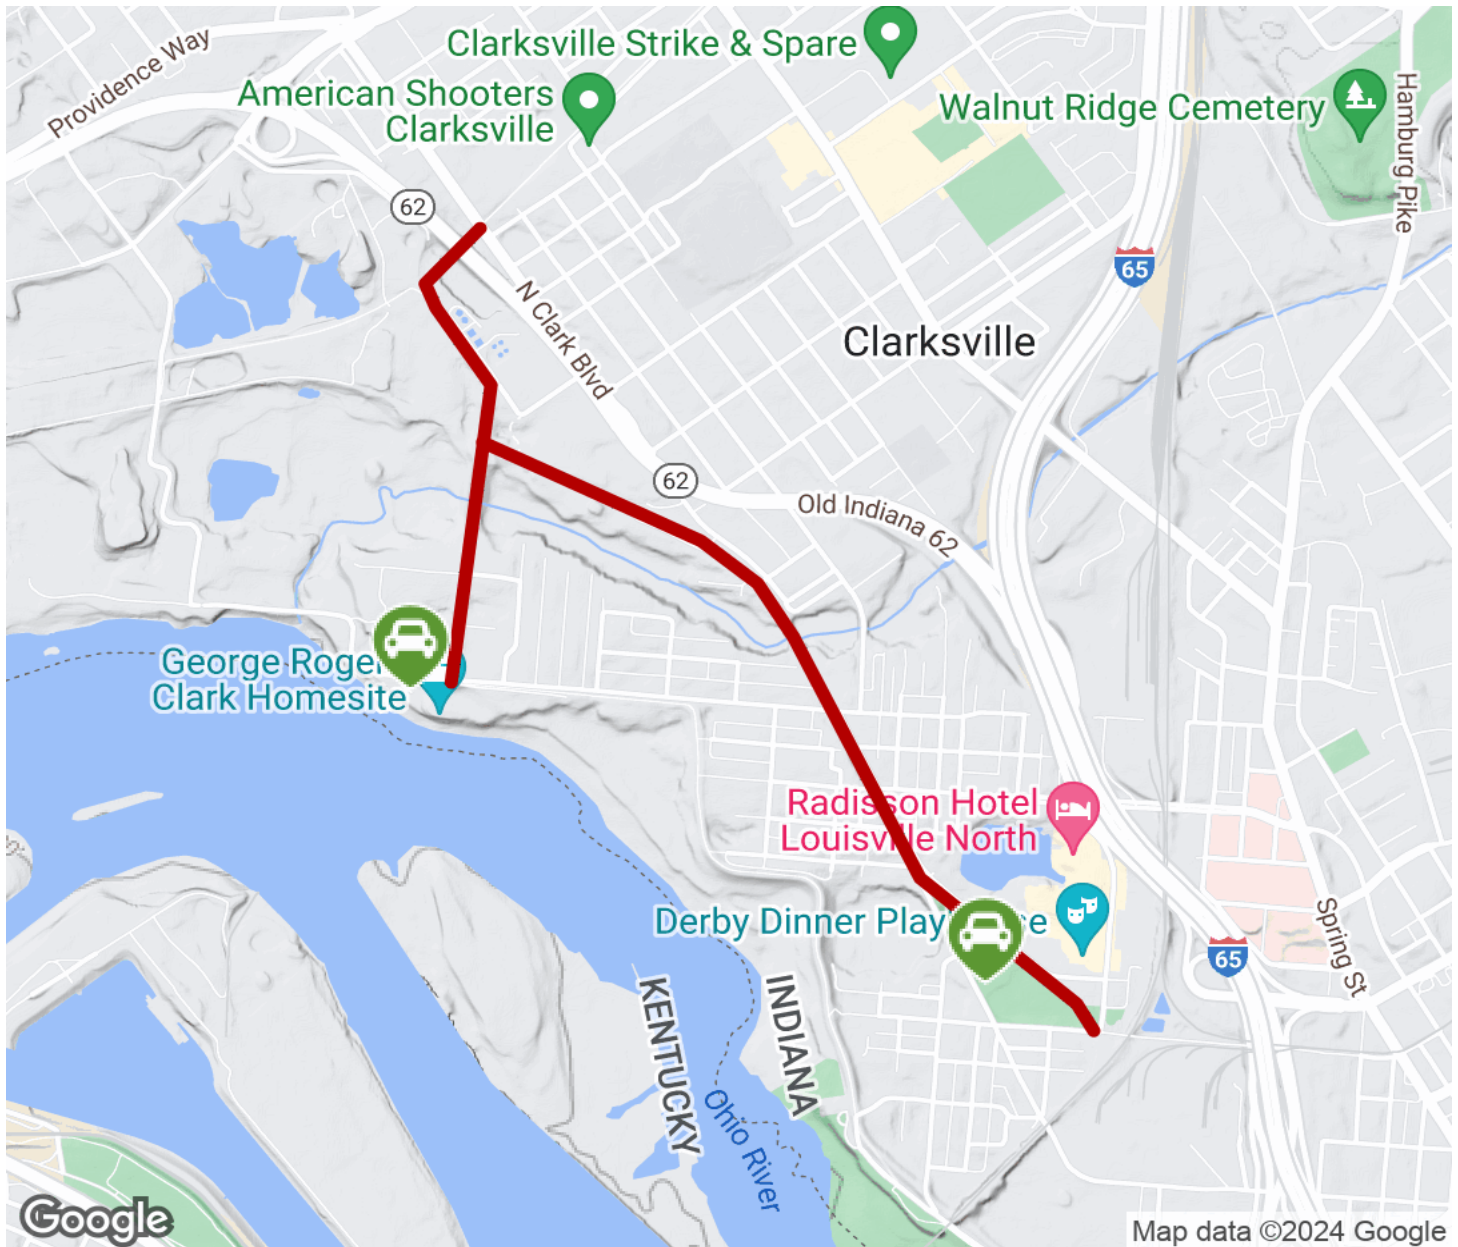 Providence Way
Clarksville Strike & Spare
American Shooters
Clarksville
Walnut Ridge Cemetery
Hamburg Pike
62
65
N Clark Blvd
Clarksville
62
Old Indiana 62
George Roger
Clark Homesite
Radisson Hotel
Louisville North
Derby Dinner Play se
65
Spring St
KENTUCKY
INDIANA
Ohio River
Google
Map data ©2024 Google